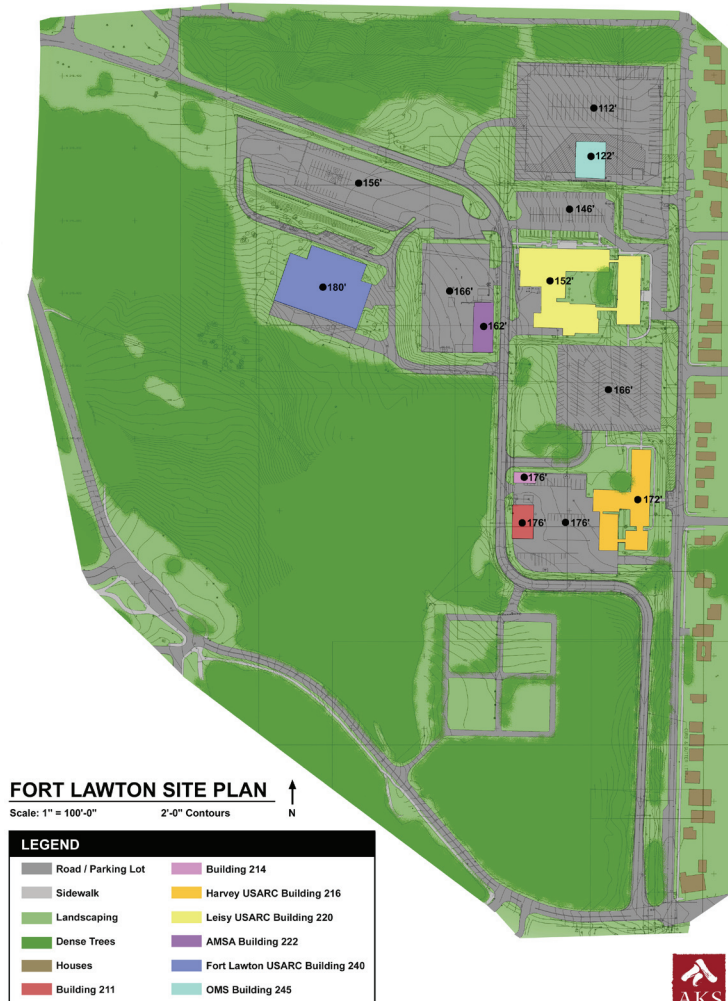 112'
122'
156'
146'
180'
166'
152'
162'
166'
176'
172'
176'
176'
FORT LAWTON SITE PLAN
Scale: 1" = 100'-0" 2'-0" Contours N
LEGEND
Road / Parking Lot
Sidewalk
Landscaping
Dense Trees
Houses
Building 211
Building 214
Harvey USARC Building 216
Leisy USARC Building 220
AMSA Building 222
Fort Lawton USARC Building 240
OMS Building 245
AKS